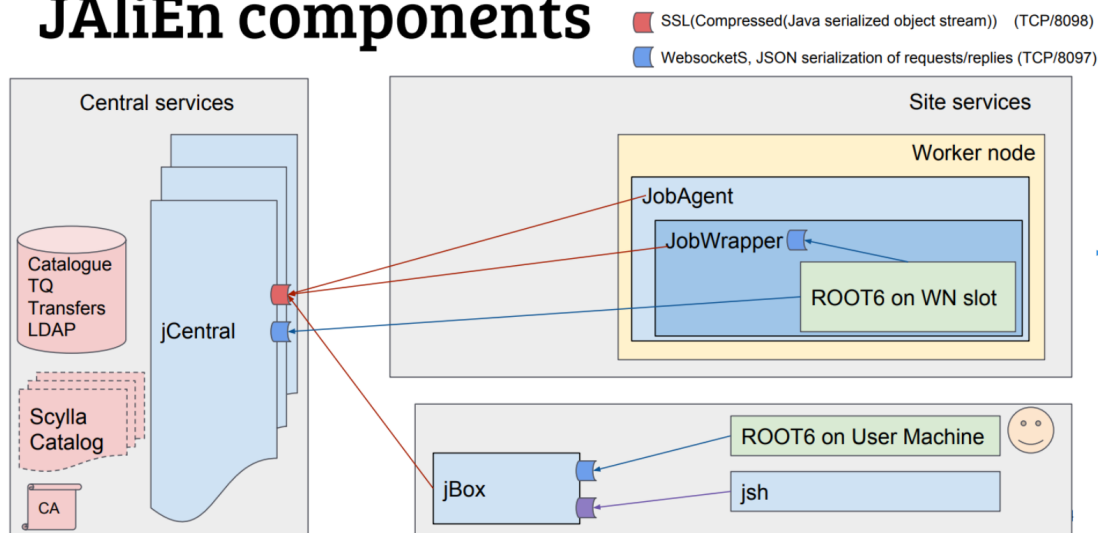 JAliEn components
SSL(Compressed(Java serialized object stream)) (TCP/8098)
WebsocketS, JSON serialization of requests/replies (TCP/8097)
Central services
Catalogue
TQ
Transfers
LDAP
Scylla
Catalog
CA
jCentral
Site services
Worker node
JobAgent
JobWrapper
ROOT6 on WN slot
ROOT6 on User Machine
jBox
jsh